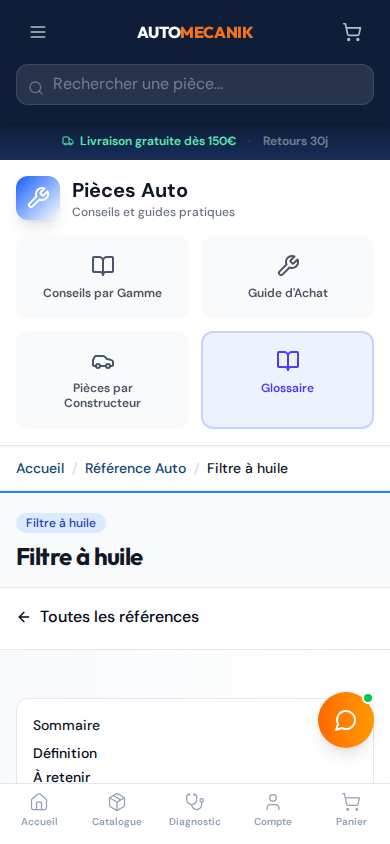 AUTOMECANIK
Rechercher une pièce...
Livraison gratuite dès 150€ · Retours 30j
Pièces Auto
Conseils et guides pratiques
Conseils par Gamme
Guide d'Achat
Pièces par
Constructeur
Glossaire
Accueil / Référence Auto / Filtre à huile
Filtre à huile
Filtre à huile
← Toutes les références
Sommaire
Définition
À retenir
Accueil Catalogue Diagnostic Compte Panier